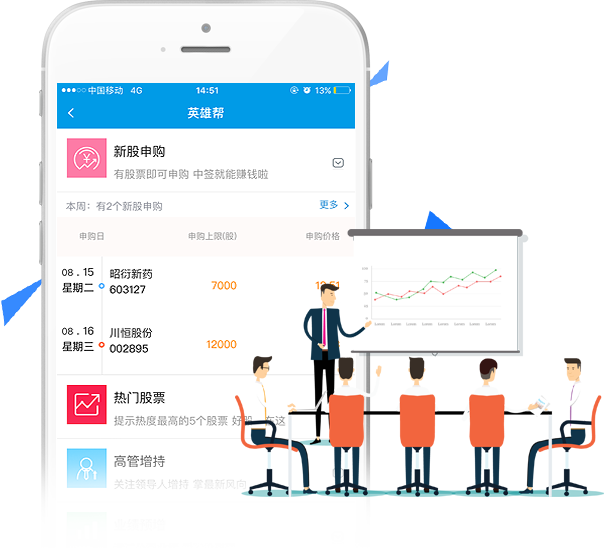 中国移动 4G 14:51 13%
英雄帮
新股申购
有股票即可申购 中签就能赚钱啦
本周：有2个新股申购 更多
申购日 申购上限(股) 申购价格
08 . 15 昭衍新药
星期二 603127 7000
08 . 16 川恒股份
星期三 002895 12000
热门股票
提示热度最高的5个股票 好
高管增持
关注领导人增持 掌最新风向